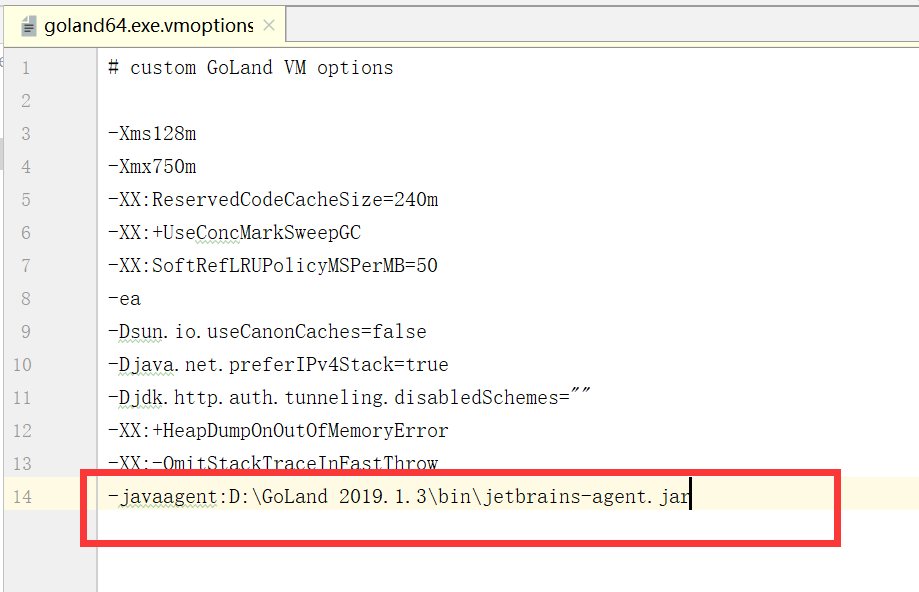 goland64.exe.vmoptions
1 # custom GoLand VM options
2
3 -Xms128m
4 -Xmx750m
5 -XX:ReservedCodeCacheSize=240m
6 -XX:+UseConcMarkSweepGC
7 -XX:SoftRefLRUPolicyMSPerMB=50
8 -ea
9 -Dsun.io.useCanonCaches=false
10 -Djava.net.preferIPv4Stack=true
11 -Djdk.http.auth.tunneling.disabledSchemes=""
12 -XX:+HeapDumpOnOutOfMemoryError
13 -XX:-OmitStackTraceInFastThrow
14 -javaagent:D:\GoLand 2019.1.3\bin\jetbrains-agent.jar